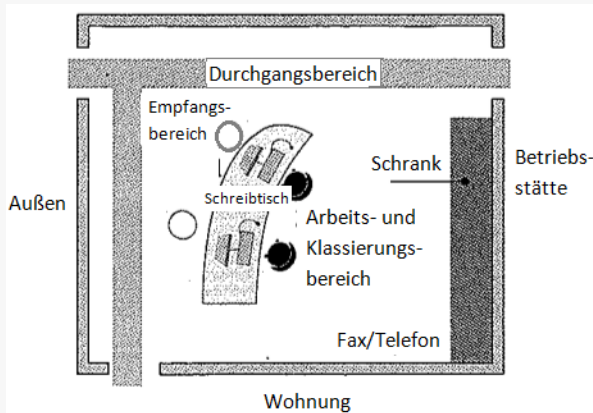 Durchgangsbereich
Empfangs-
bereich
Schrank
Betriebs-
stätte
Außen
Schreibtisch
Arbeits- und
Klassierungs-
bereich
Fax/Telefon
Wohnung